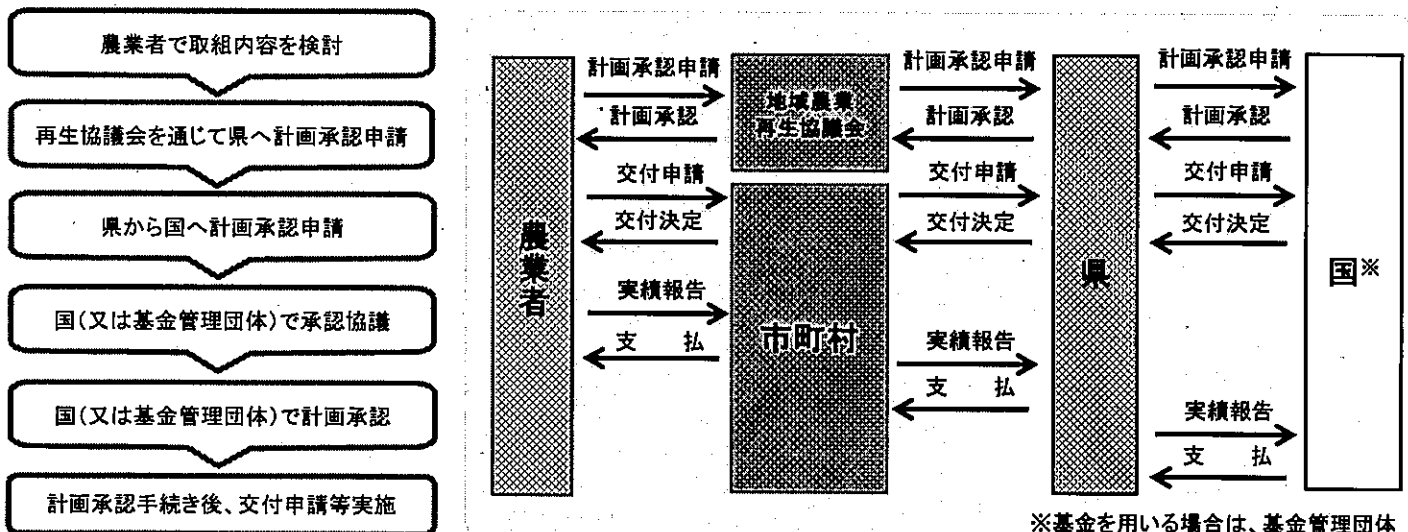 農業者で取組内容を検討
再生協議会を通じて県へ計画承認申請
県から国へ計画承認申請
国(又は基金管理団体)で承認協議
国(又は基金管理団体)で計画承認
計画承認手続き後、交付申請等実施
農業者
計画承認申請
計画承認
交付申請
交付決定
実績報告
支　払
地域農業
再生協議会
市町村
計画承認申請
計画承認
交付申請
交付決定
実績報告
支　払
県
計画承認申請
計画承認
交付申請
交付決定
実績報告
支　払
国※
※基金を用いる場合は、基金管理団体